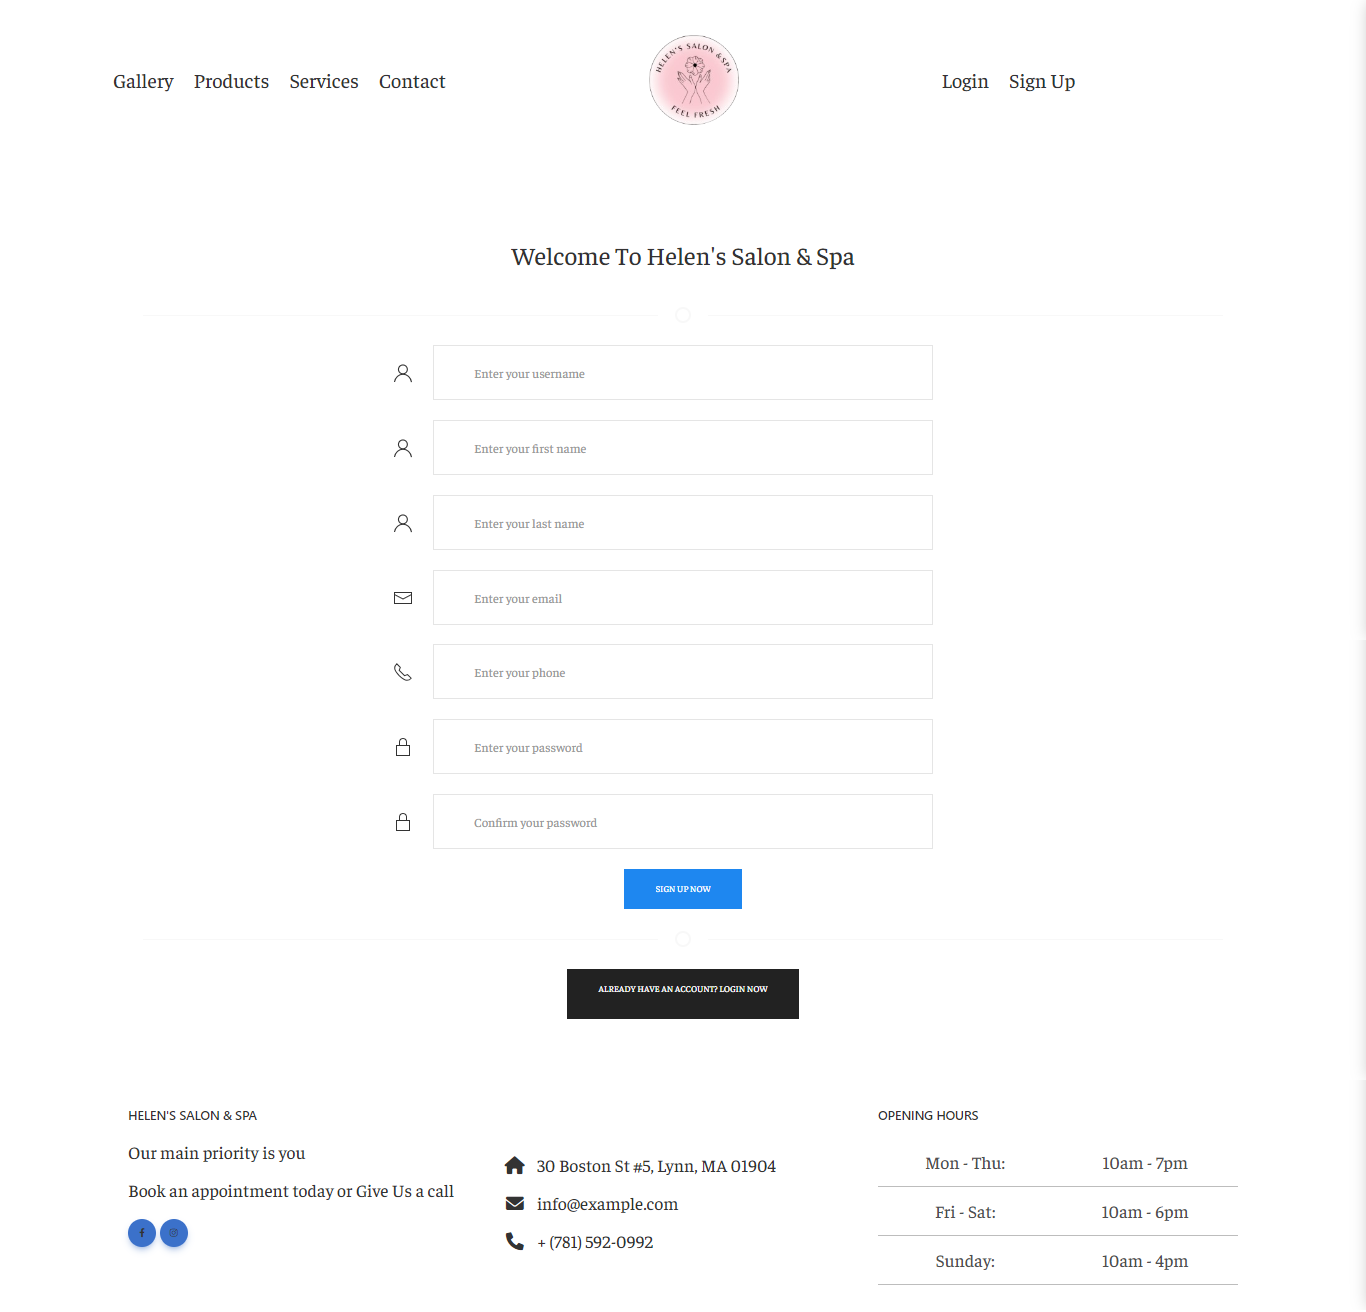 Gallery Products Services Contact
HELEN'S SALON & SPA
FEEL FRESH
Login Sign Up
Welcome To Helen's Salon & Spa
Enter your username
Enter your first name
Enter your last name
Enter your email
Enter your phone
Enter your password
Confirm your password
SIGN UP NOW
ALREADY HAVE AN ACCOUNT? LOGIN NOW
HELEN'S SALON & SPA
Our main priority is you
Book an appointment today or Give Us a call
30 Boston St #5, Lynn, MA 01904
info@example.com
+ (781) 592-0992
OPENING HOURS
Mon - Thu: 10am - 7pm
Fri - Sat: 10am - 6pm
Sunday: 10am - 4pm